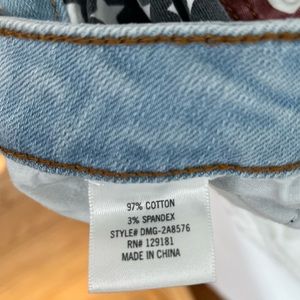 97% COTTON
3% SPANDEX
STYLE# DMG-2A8576
RN# 129181
MADE IN CHINA